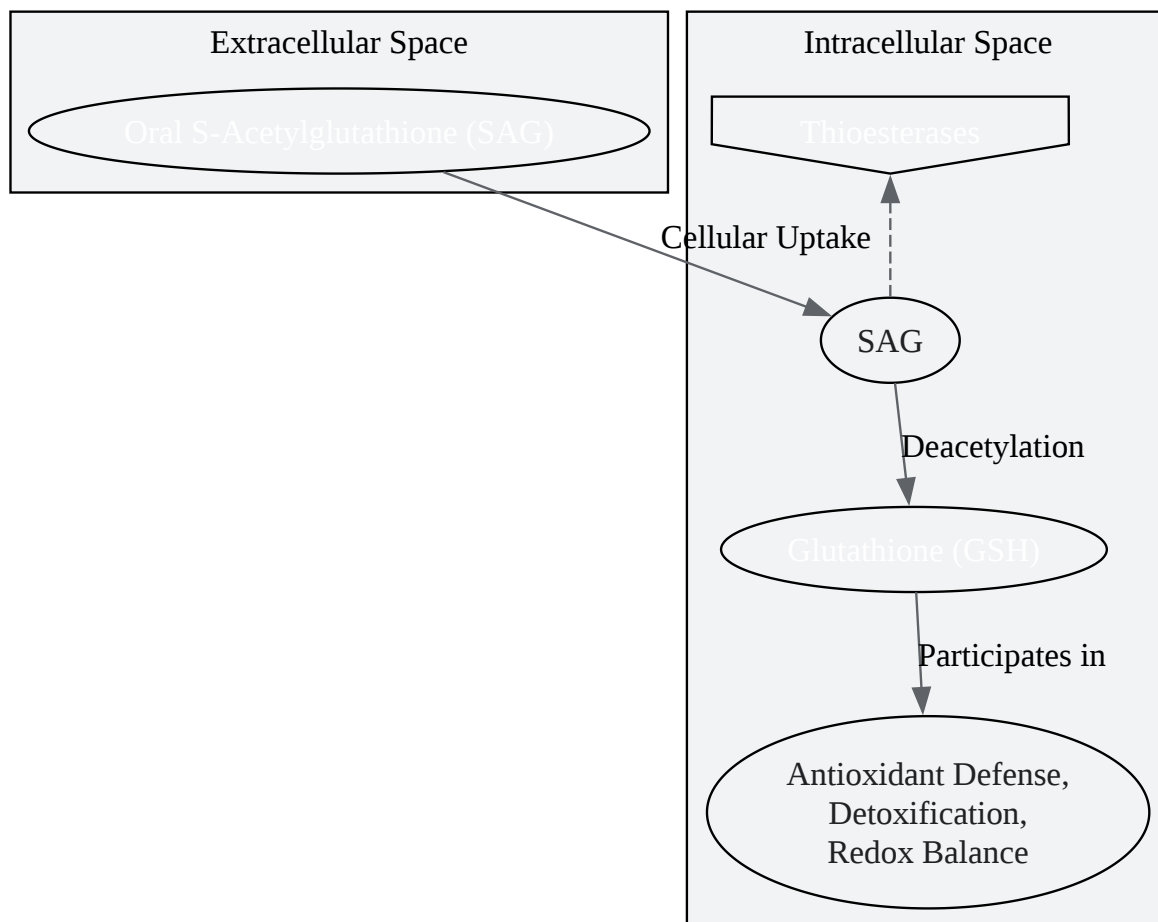 Extracellular Space
Intracellular Space
Oral S-Acetylglutathione (SAG)
Thioesterases
Cellular Uptake
SAG
Deacetylation
Glutathione (GSH)
Participates in
Antioxidant Defense,
Detoxification,
Redox Balance